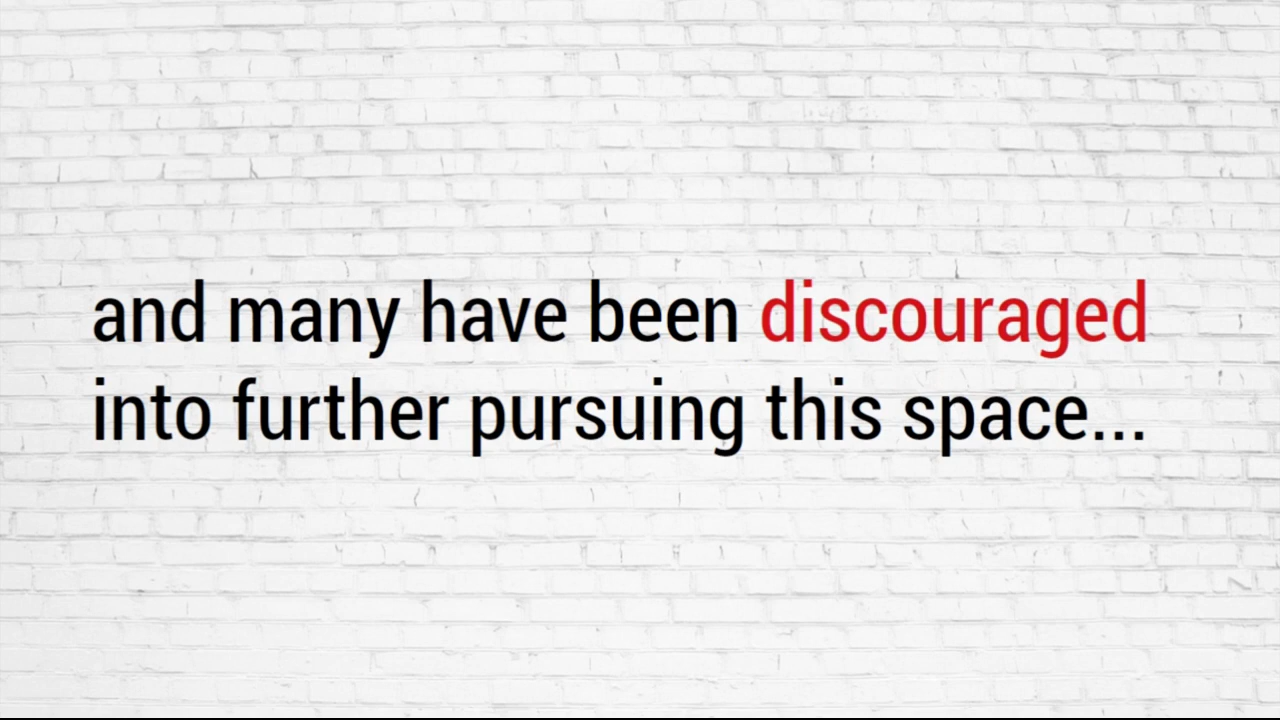 and many have been discouraged
into further pursuing this space...